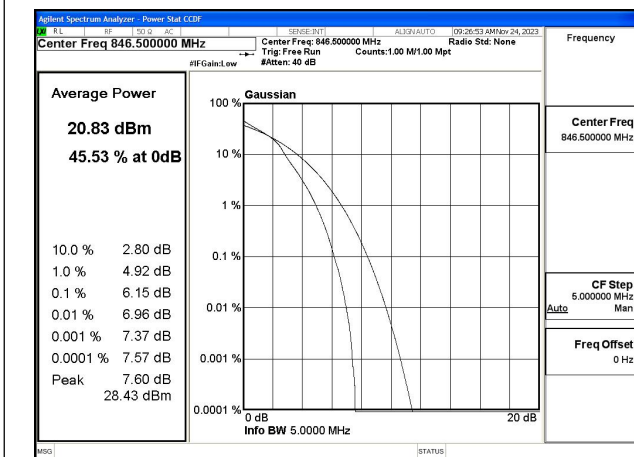 Agilent Spectrum Analyzer - Power Stat CCDF
LXI RL RF 50 Ω AC SENSE:INT ALIGN AUTO 09:26:53 AM Nov 24, 2023
Center Freq 846.500000 MHz
Center Freq: 846.500000 MHz Radio Std: None
Trig: Free Run Counts:1.00 M/1.00 Mpt
#IFGain:Low #Atten: 40 dB
Frequency
Average Power
20.83 dBm
45.53 % at 0dB
10.0 % 2.80 dB
1.0 % 4.92 dB
0.1 % 6.15 dB
0.01 % 6.96 dB
0.001 % 7.37 dB
0.0001 % 7.57 dB
Peak 7.60 dB
28.43 dBm
Gaussian
100 %
10 %
1 %
0.1 %
0.01 %
0.001 %
0.0001 %
0 dB 20 dB
Info BW 5.0000 MHz
Center Freq
846.500000 MHz
CF Step
5.000000 MHz
Auto Man
Freq Offset
0 Hz
MSG STATUS